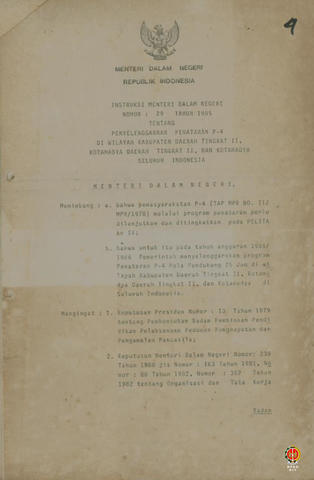 4
MENTERI DALAM NEGERI
REPUBLIK INDONESIA
INSTRUKSI MENTERI DALAM NEGERI
NOMOR : 29 TAHUN 1985
TENTANG
PENYELENGGARAAN PENATARAN P-4
DI WILAYAH KABUPATEN DAERAH TINGKAT II,
KOTAMADYA DAERAH TINGKAT II, DAN KOTAMADYA
SELURUH INDONESIA
MENTERI DALAM NEGERI,
Menimbang : a. bahwa pemasyarakatan P-4 (TAP MPR NO. II/
MPR/1978) melalui program penataran perlu
dilanjutkan dan ditingkatkan pada PELITA
ke II;
b. bahwa untuk itu pada tahun anggaran 1985/
1986 Pemerintah menyelenggarakan program
Penataran P-4 Pola Pendukung 25 Jam di wi
layah Kabupaten Daerah Tingkat II, Kotama
dya Daerah Tingkat II, dan Kotamadya di
Seluruh Indonesia.
Mengingat : 1. Keputusan Presiden Nomor : 10 Tahun 1979
tentang Pembentukan Badan Pembinaan Pendi
dikan Pelaksanaan Pedoman Penghayatan dan
Pengamalan Pancasila;
2. Keputusan Menteri Dalam Negeri Nomor: 239
Tahun 1980 jis Nomor : 163 Tahun 1981, No
mor : 80 Tahun 1982, Nomor : 362 Tahun
1982 tentang Organisasi dan Tata Kerja
Badan